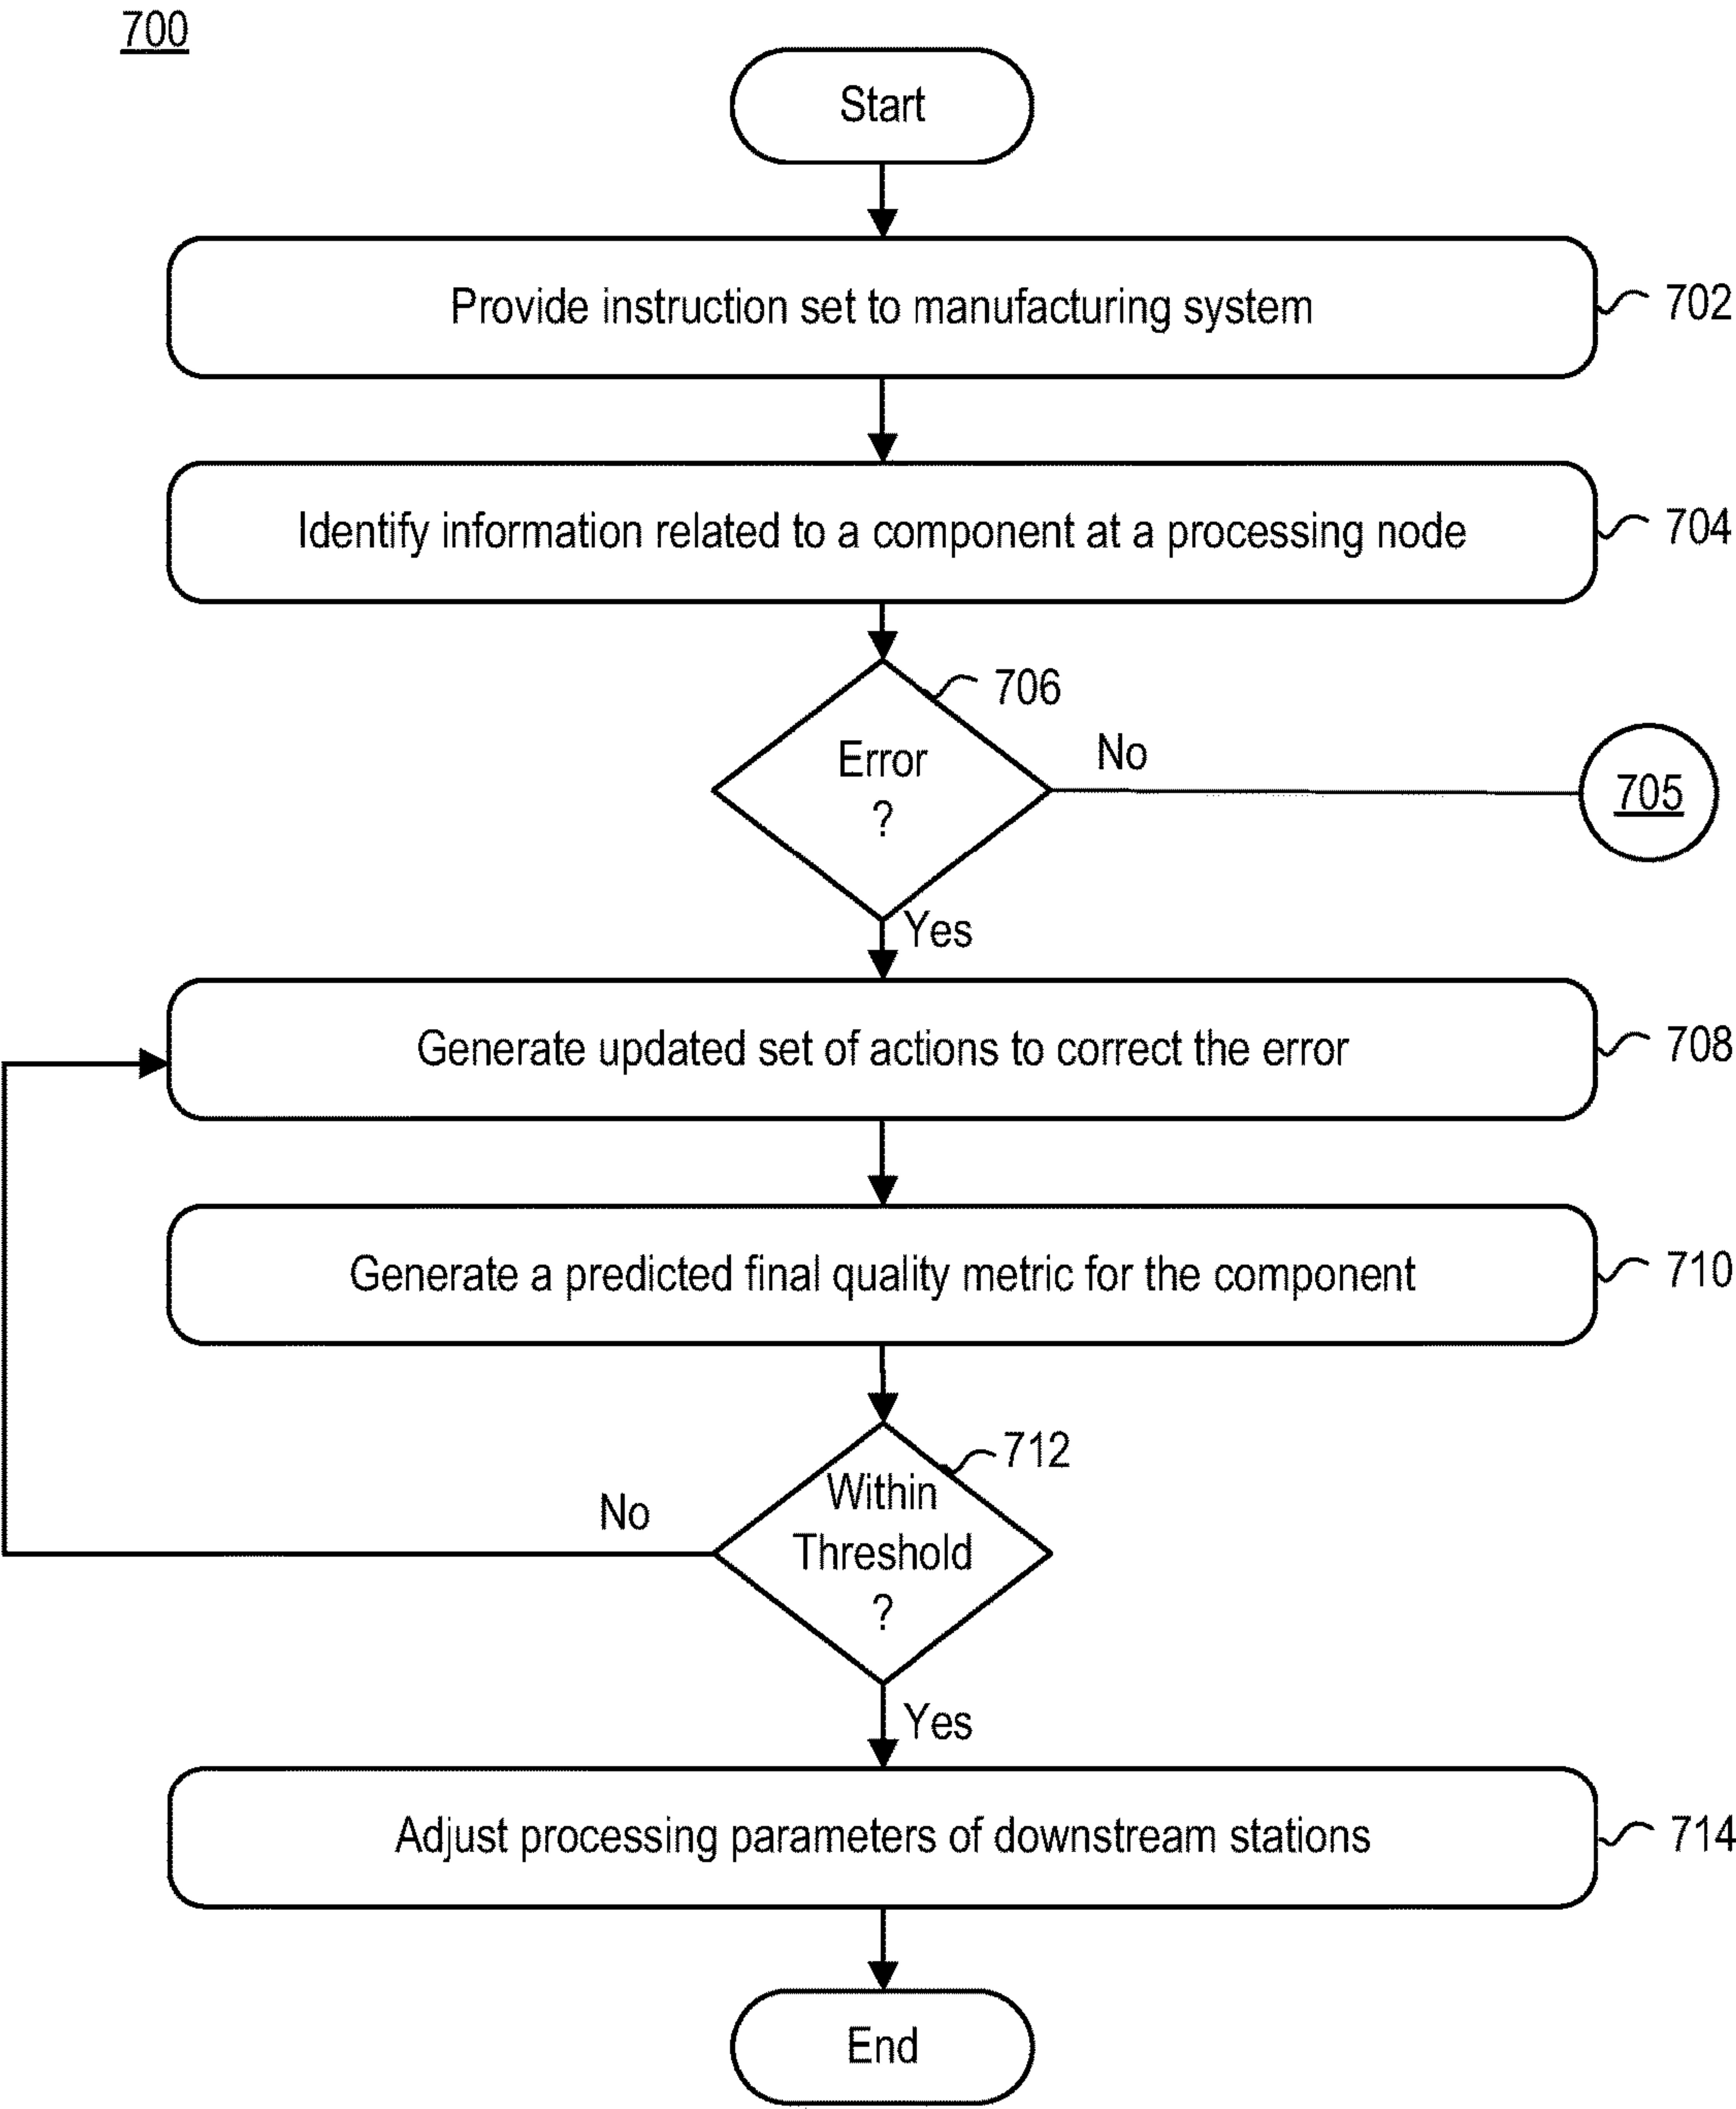 700
Start
Provide instruction set to manufacturing system
702
Identify information related to a component at a processing node
704
706
Error
?
No
705
Yes
Generate updated set of actions to correct the error
708
Generate a predicted final quality metric for the component
710
712
Within
Threshold
?
No
Yes
Adjust processing parameters of downstream stations
714
End